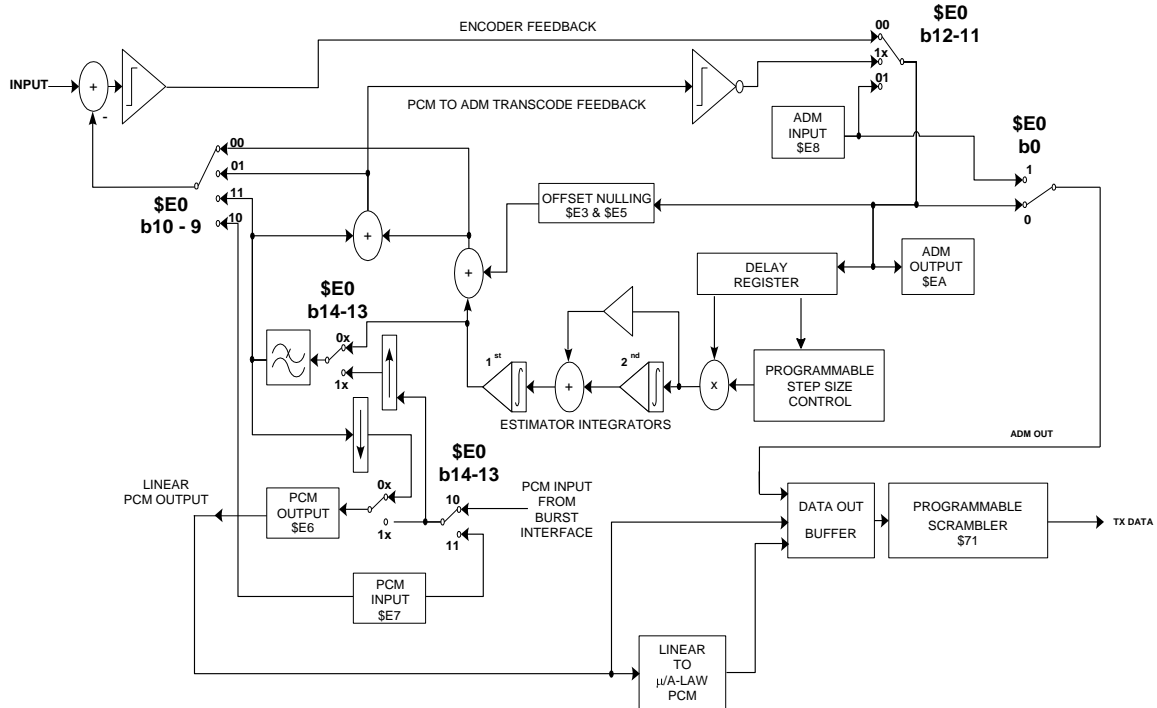 ENCODER FEEDBACK
$E0
b12-11
00
1x
01
INPUT
+
-
PCM TO ADM TRANSCODE FEEDBACK
ADM
INPUT
$E8
$E0
b0
1
0
00
01
11
10
$E0
b10 - 9
+
OFFSET NULLING
$E3 & $E5
+
DELAY
REGISTER
ADM
OUTPUT
$EA
$E0
b14-13
0x
1x
1 st
+
2 nd
x
PROGRAMMABLE
STEP SIZE
CONTROL
ESTIMATOR INTEGRATORS
ADM OUT
$E0
b14-13
LINEAR
PCM OUTPUT
PCM
OUTPUT
$E6
0x
1x
10
11
PCM INPUT
FROM
BURST
INTERFACE
DATA OUT
BUFFER
PROGRAMMABLE
SCRAMBLER
$71
TX DATA
PCM
INPUT
$E7
LINEAR
TO
μ/A-LAW
PCM